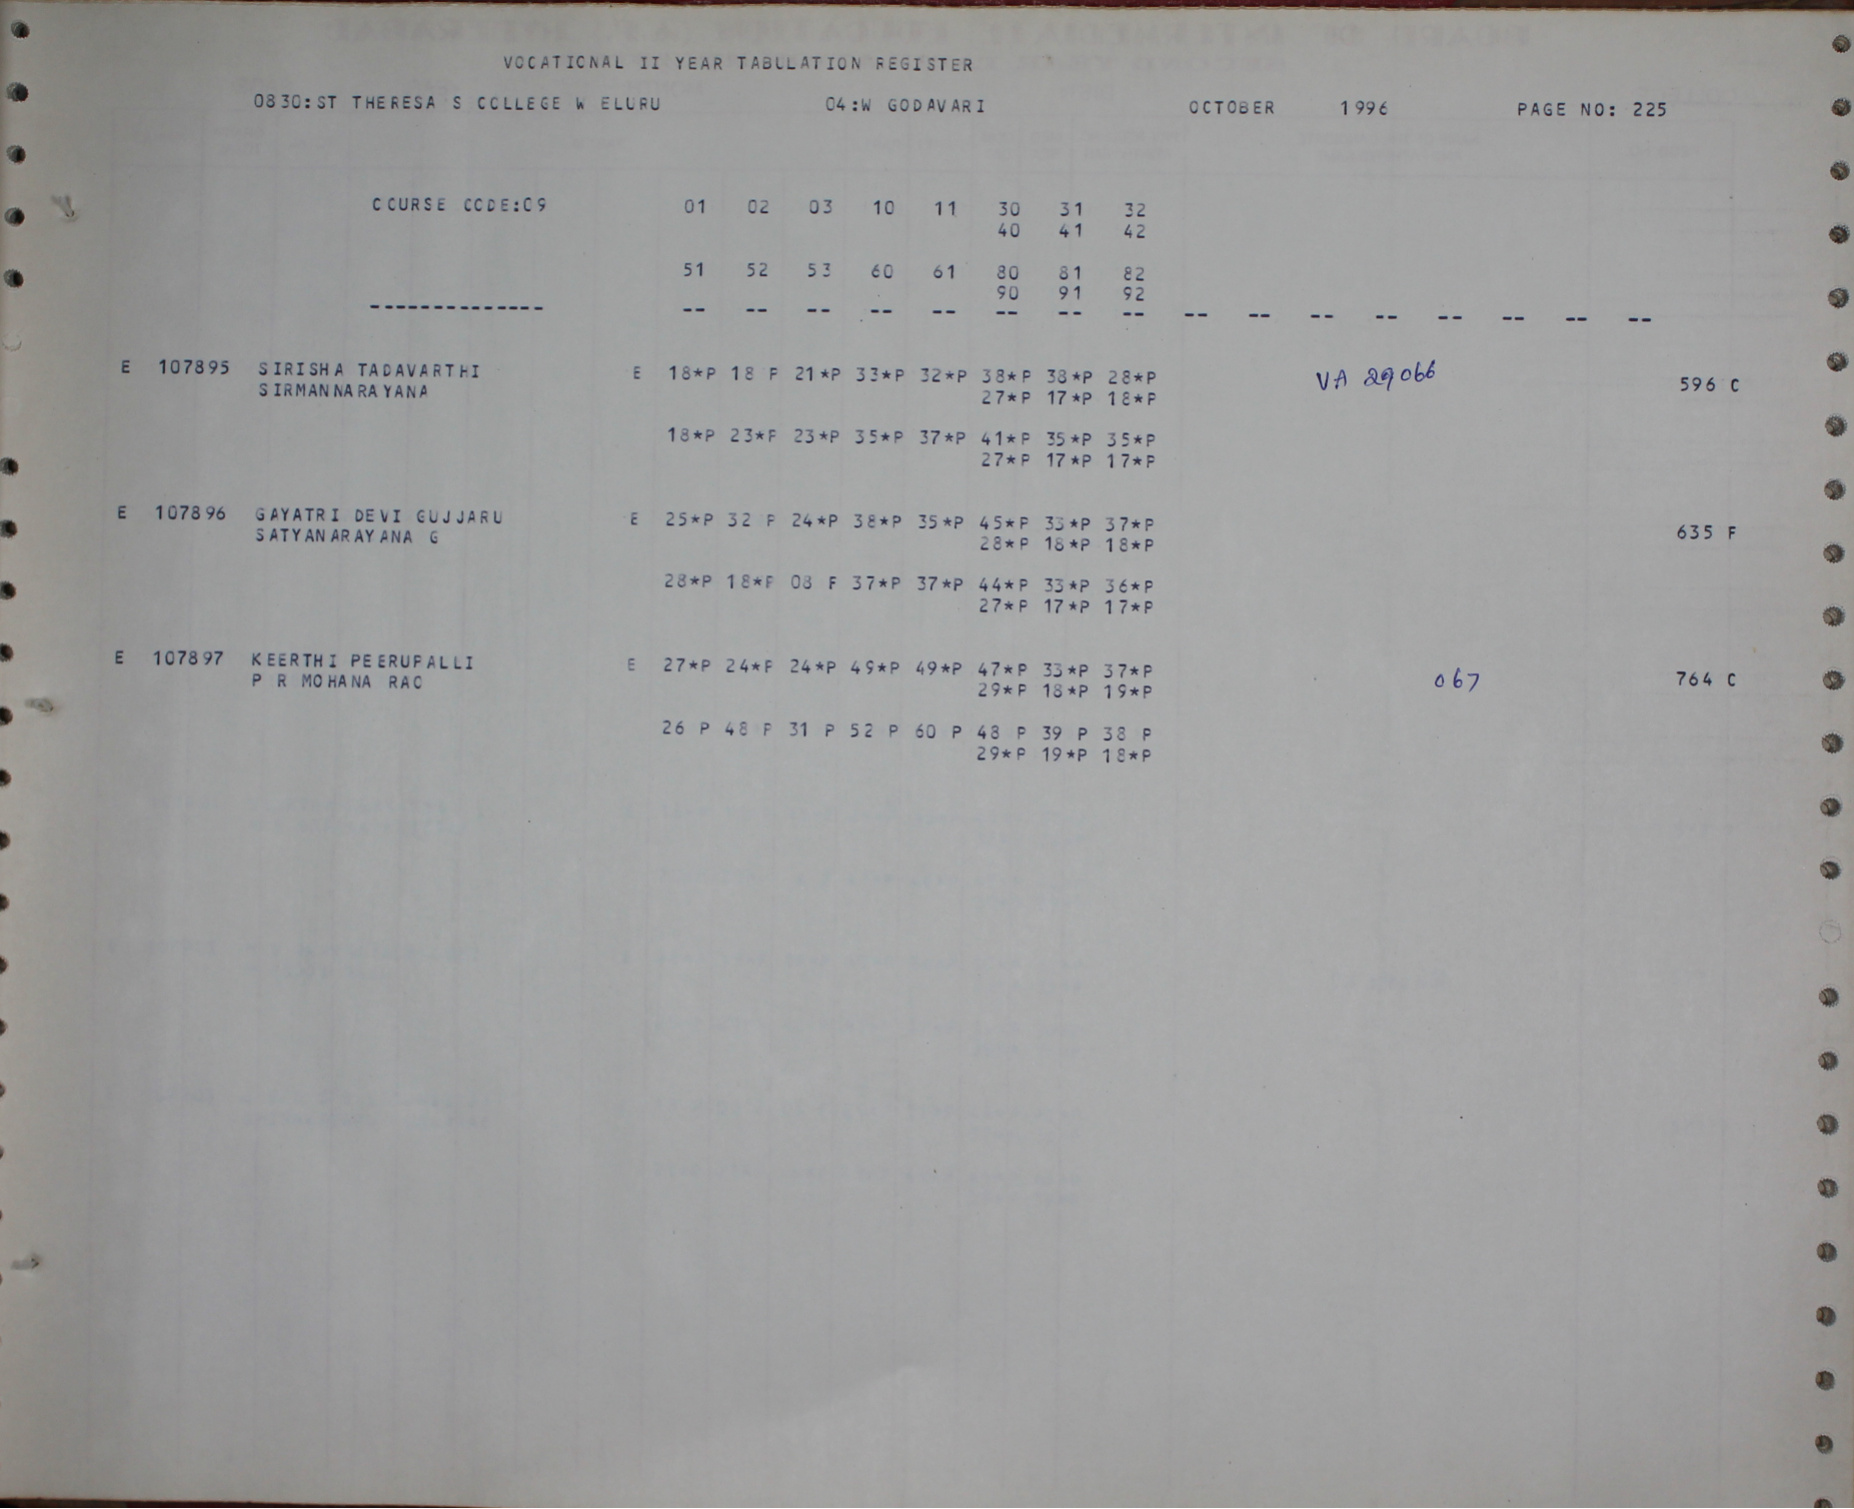 VOCATIONAL II YEAR TABULATION REGISTER
0830:ST THERESA S COLLEGE W ELURU 04:W GODAVARI OCTOBER 1996 PAGE NO: 225
COURSE CODE:09 01 02 03 10 11 30 31 32
40 41 42
51 52 53 60 61 80 81 82
90 91 92
-------------- -- -- -- -- -- -- -- -- -- -- -- -- -- -- -- --
E 107895 SIRISHA TADAVARTHI E 18*P 18 P 21*P 33*P 32*P 38*P 38*P 28*P VA 29066 596 C
SIRMANNARAYANA 27*P 17*P 18*P
18*P 23*P 23*P 35*P 37*P 41*P 35*P 35*P
27*P 17*P 17*P
E 107896 GAYATRI DEVI GUJJARU E 25*P 32 P 24*P 38*P 35*P 45*P 33*P 37*P 635 F
SATYANARAYANA G 28*P 18*P 18*P
28*P 18*P 08 F 37*P 37*P 44*P 33*P 36*P
27*P 17*P 17*P
E 107897 KEERTHI PEERUPALLI E 27*P 24*P 24*P 49*P 49*P 47*P 33*P 37*P 067 764 C
P R MOHANA RAO 29*P 18*P 19*P
26 P 48 P 31 P 52 P 60 P 48 P 39 P 38 P
29*P 19*P 18*P